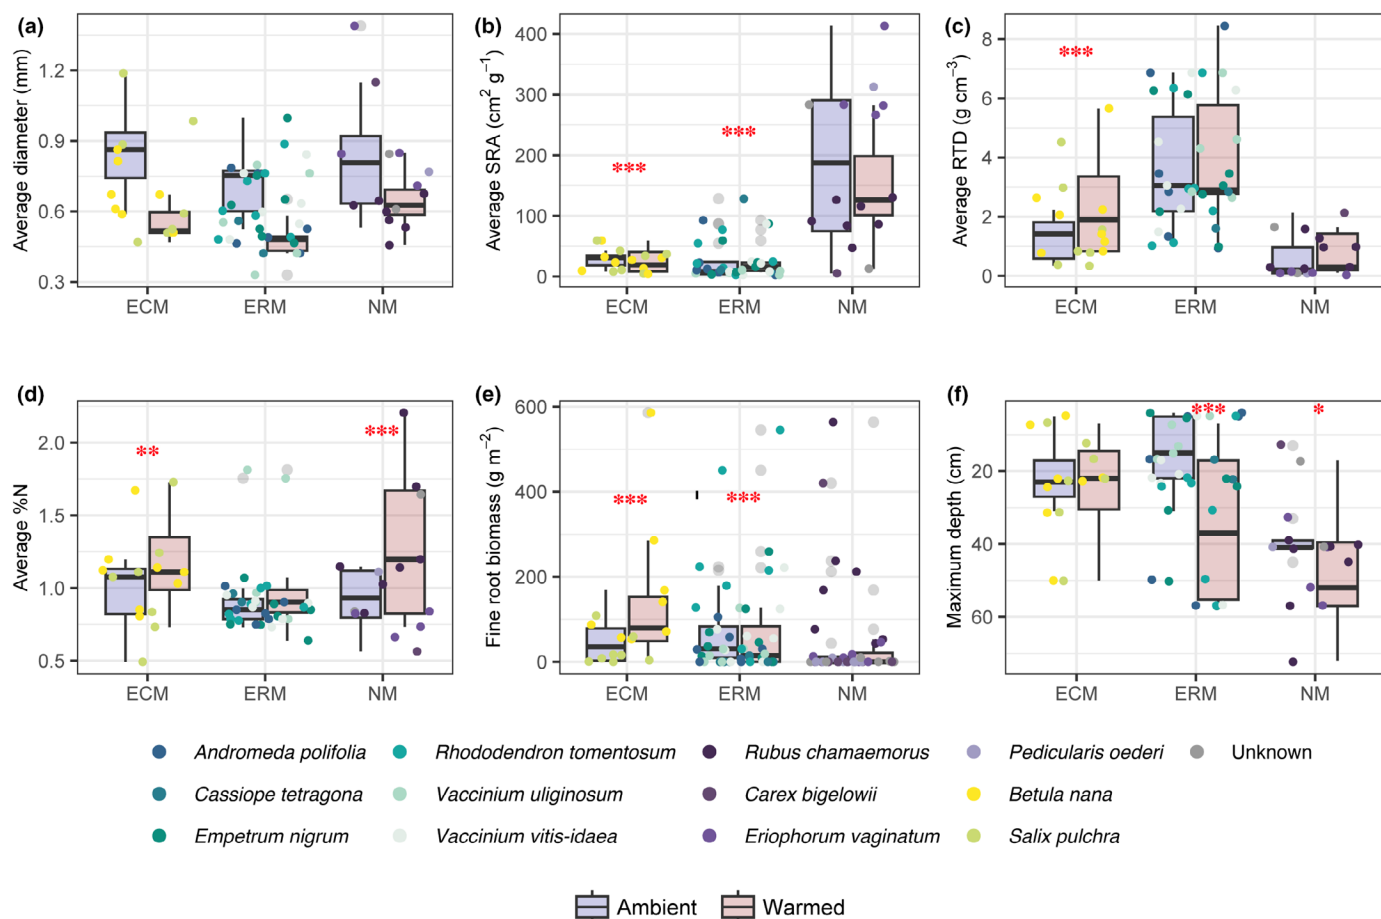 (a)
Average diameter (mm)
1.2
0.9
0.6
0.3
ECM ERM NM
(b)
Average SRA (cm² g⁻¹)
400
300
200
100
0
***
***
ECM ERM NM
(c)
Average RTD (g cm⁻³)
8
6
4
2
0
***
ECM ERM NM
(d)
Average %N
2.0
1.5
1.0
0.5
**
***
ECM ERM NM
(e)
Fine root biomass (g m⁻²)
600
400
200
0
***
***
ECM ERM NM
(f)
Maximum depth (cm)
20
40
60
***
*
ECM ERM NM
Andromeda polifolia Rhododendron tomentosum Rubus chamaemorus Pedicularis oederi Unknown
Cassiope tetragona Vaccinium uliginosum Carex bigelowii Betula nana
Empetrum nigrum Vaccinium vitis-idaea Eriophorum vaginatum Salix pulchra
Ambient Warmed